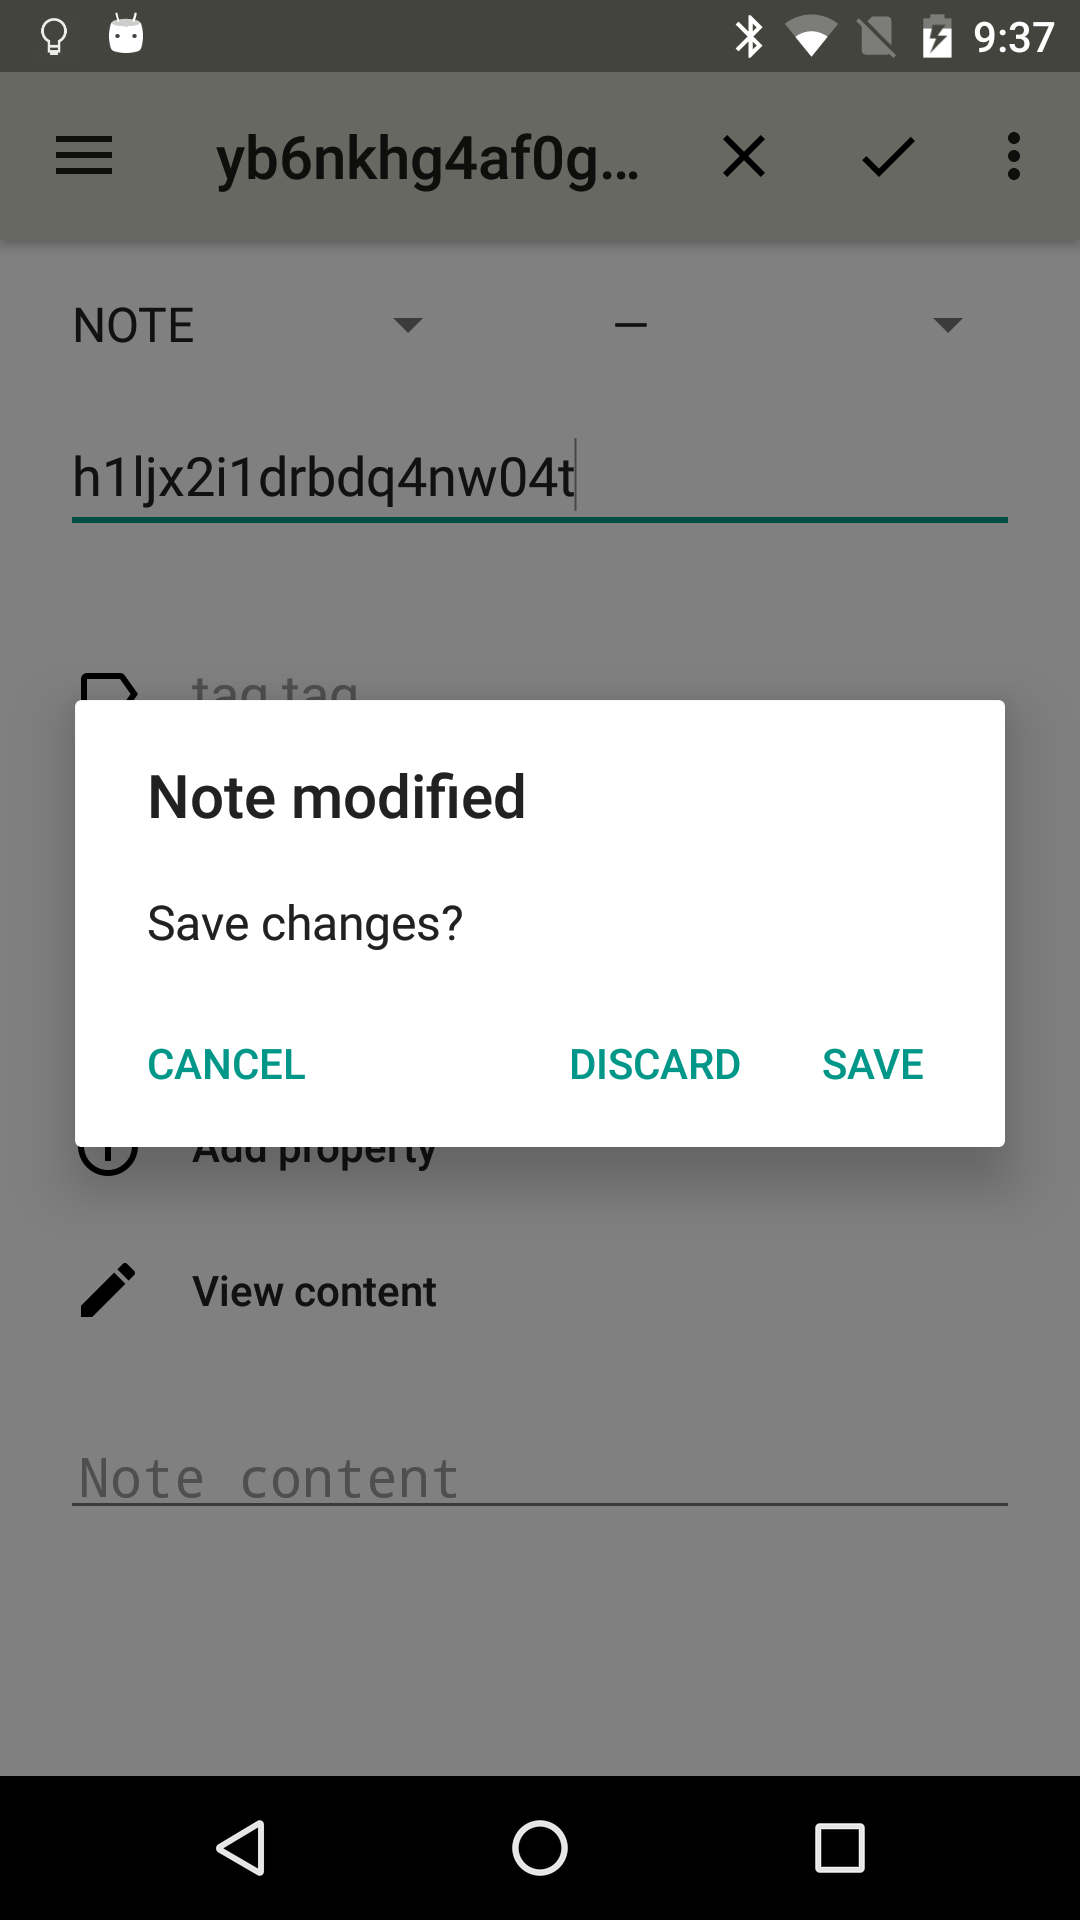 9:37
yb6nkhg4af0g...
NOTE
—
h1ljx2i1drbdq4nw04t
tag tag
Note modified
Save changes?
CANCEL DISCARD SAVE
Add property
View content
Note content